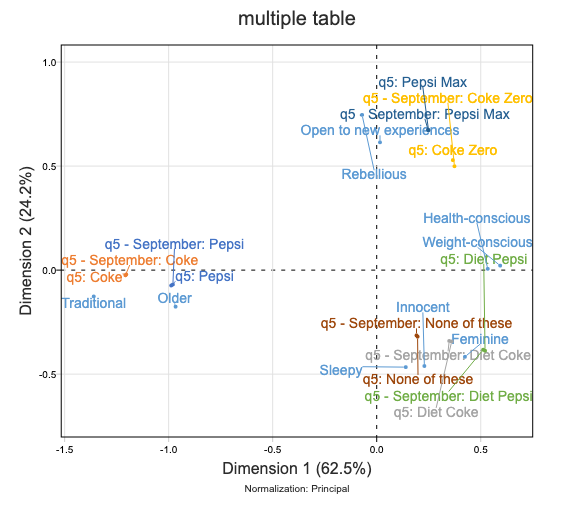 multiple table
1.0
0.5
0.0
-0.5
Dimension 2 (24.2%)
q5: Pepsi Max
q5 - September: Coke Zero
q5 - September: Pepsi Max
Open to new experiences
q5: Coke Zero
Rebellious
Health-conscious
Weight-conscious
q5: Diet Pepsi
q5 - September: Pepsi
q5 - September: Coke
q5: Coke
q5: Pepsi
Traditional
Older
Innocent
q5 - September: None of these
Feminine
q5 - September: Diet Coke
Sleepy
q5: None of these
q5 - September: Diet Pepsi
q5: Diet Coke
-1.5
-1.0
-0.5
0.0
0.5
Dimension 1 (62.5%)
Normalization: Principal